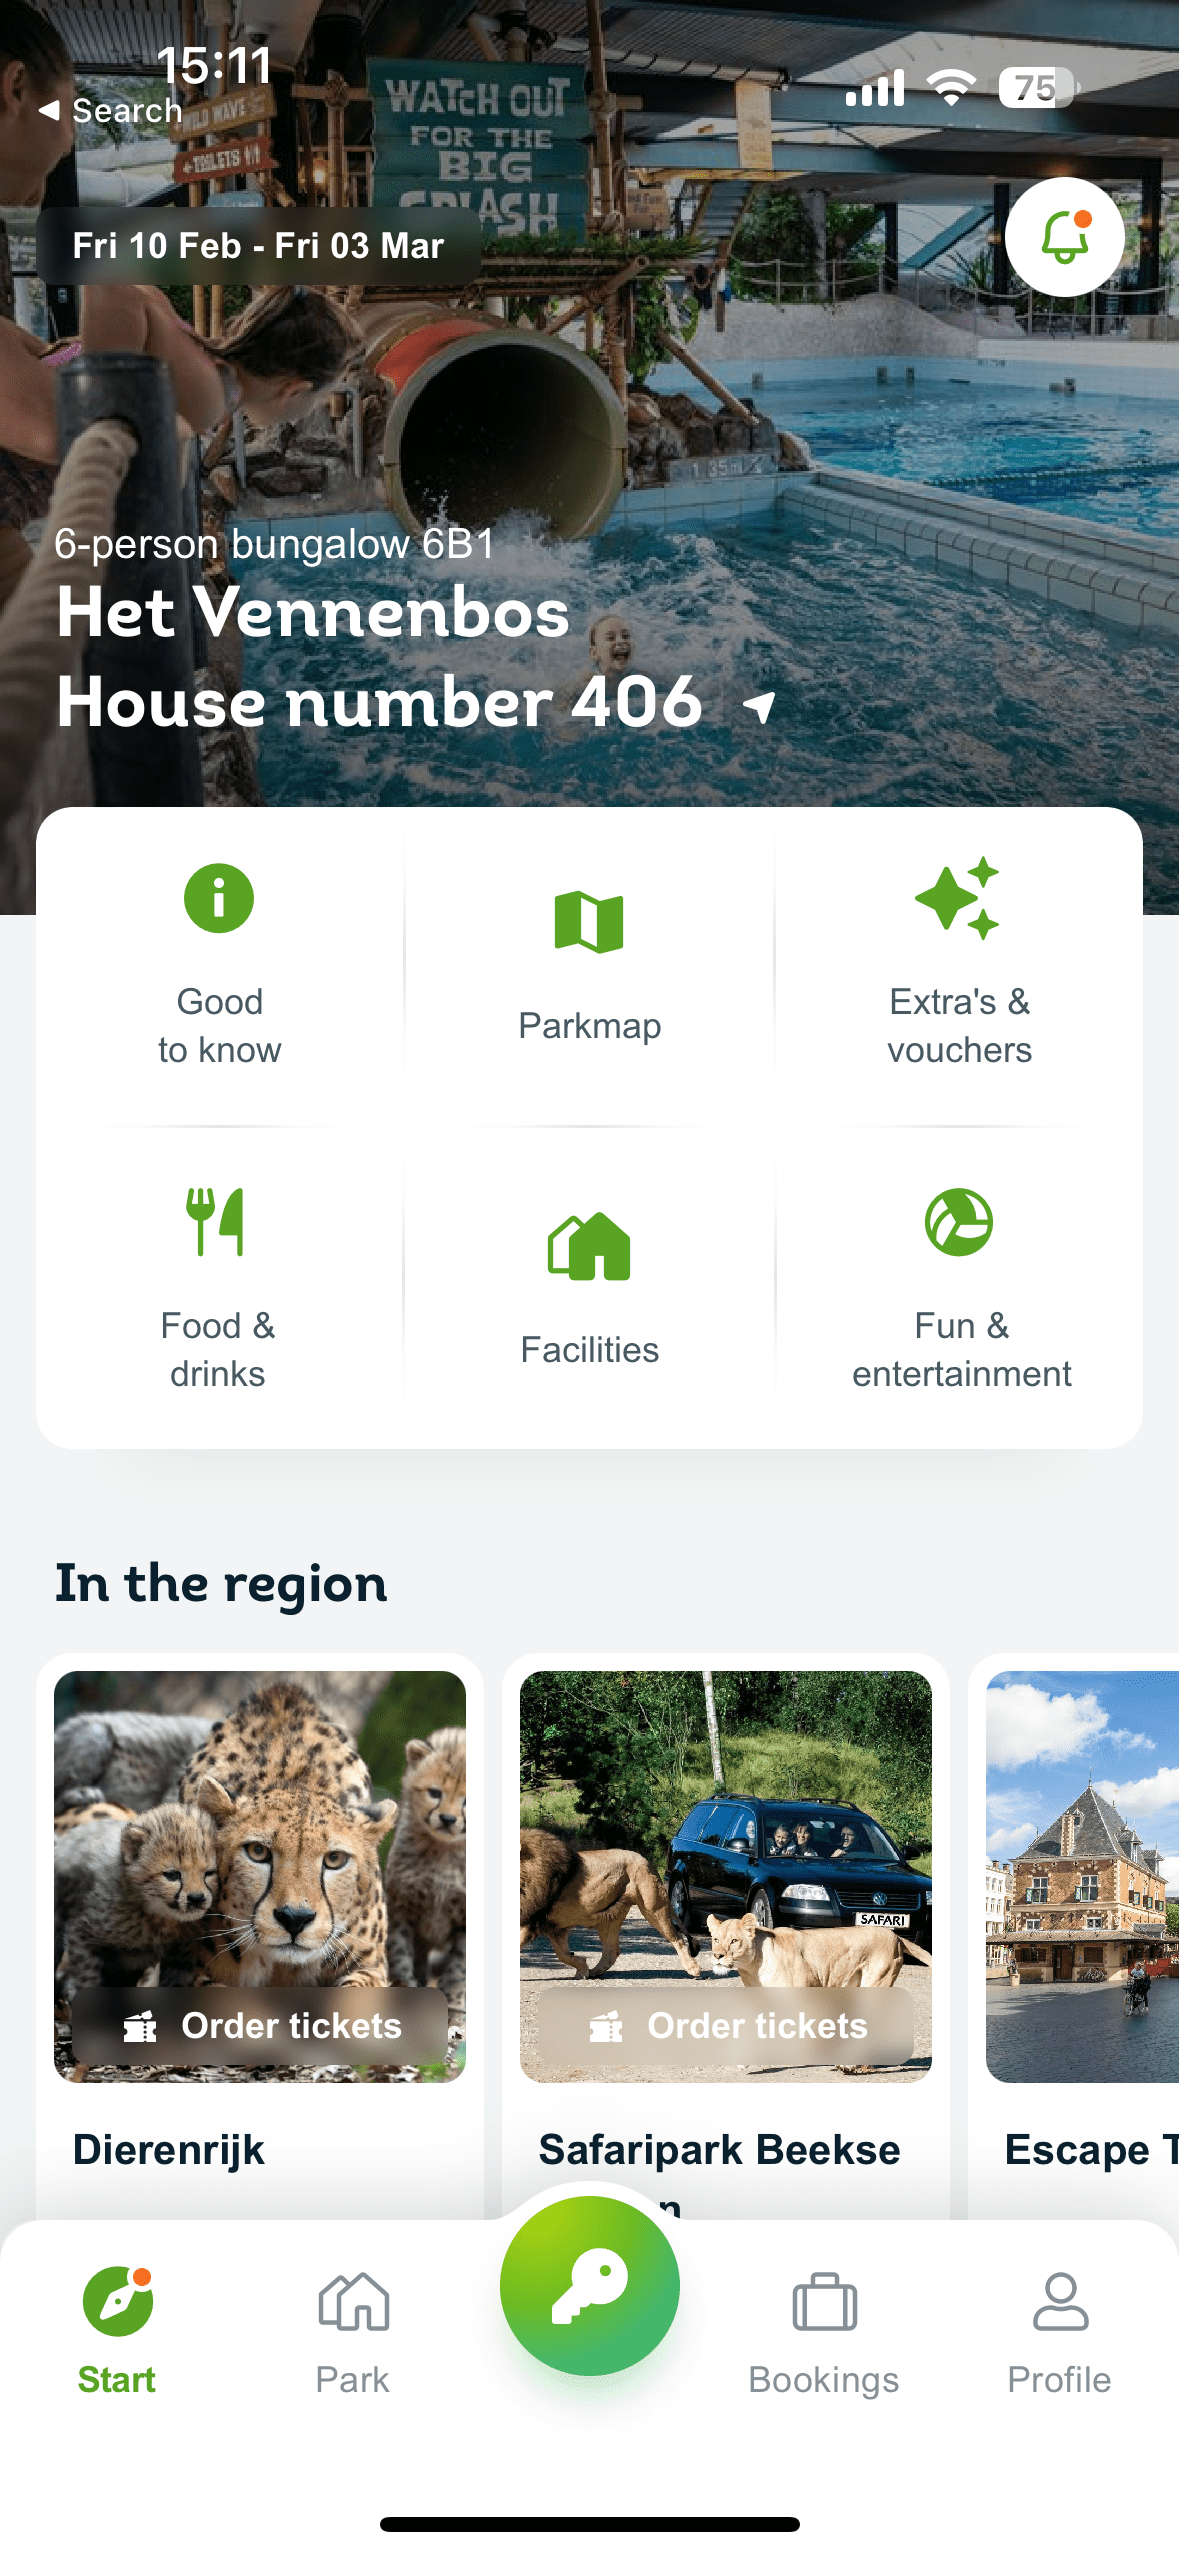 15:11
Search
75
WATCH OUT
FOR THE
BIG
SPLASH
WILD WAVE
TOILETS
Fri 10 Feb - Fri 03 Mar
1.35m
6-person bungalow 6B1
Het Vennenbos
House number 406
Good
to know
Parkmap
Extra's &
vouchers
Food &
drinks
Facilities
Fun &
entertainment
In the region
SAFARI
Order tickets
Order tickets
Dierenrijk
Safaripark Beekse
Escape
Start
Park
Bookings
Profile